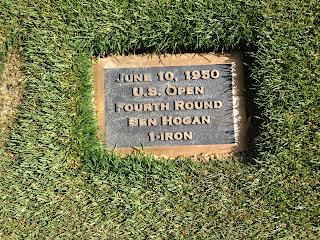 June 10, 1950
U.S. Open
Fourth Round
Ben Hogan
1-iron